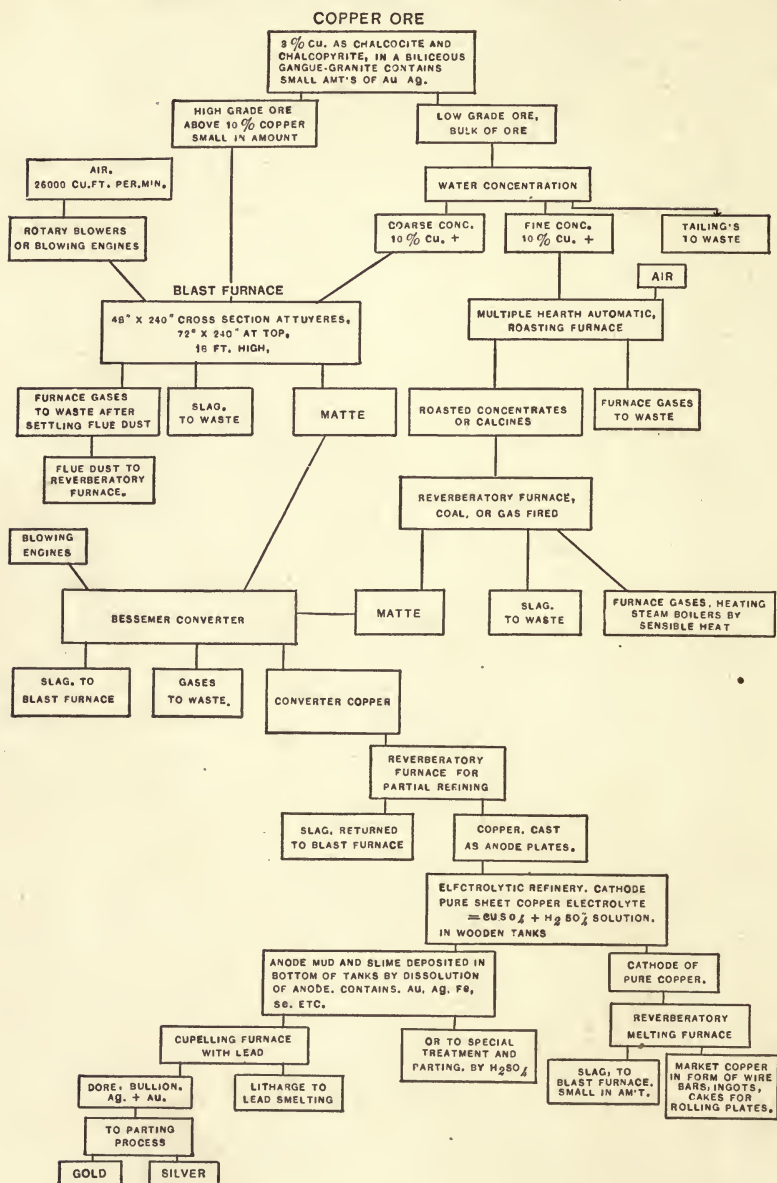 COPPER ORE
3 % CU. AS CHALCOCITE AND
CHALCOPYRITE, IN A BILICEOUS
GANGUE-GRANITE CONTAINS
SMALL AMT'S OF AU AG.
HIGH GRADE ORE
ABOVE 10 % COPPER
SMALL IN AMOUNT
LOW GRADE ORE,
BULK OF ORE
AIR.
26000 CU.FT. PER.MIN.
WATER CONCENTRATION
ROTARY BLOWERS
OR BLOWING ENGINES
COARSE CONC.
10 % CU. +
FINE CONC.
10 % CU. +
TAILING'S
TO WASTE
BLAST FURNACE
AIR
48" X 240" CROSS SECTION ATTUYERES,
72" X 240" AT TOP,
16 FT. HIGH,
MULTIPLE HEARTH AUTOMATIC,
ROASTING FURNACE
FURNACE GASES
TO WASTE AFTER
SETTLING FLUE DUST
SLAG.
TO WASTE
MATTE
ROASTED CONCENTRATES
OR CALCINES
FURNACE GASES
TO WASTE
FLUE DUST TO
REVERBERATORY
FURNACE.
REVERBERATORY FURNACE,
COAL, OR GAS FIRED
BLOWING
ENGINES
BESSEMER CONVERTER
MATTE
SLAG.
TO WASTE
FURNACE GASES, HEATING
STEAM BOILERS BY
SENSIBLE HEAT
SLAG. TO
BLAST FURNACE
GASES
TO WASTE.
CONVERTER COPPER
REVERBERATORY
FURNACE FOR
PARTIAL REFINING
SLAG, RETURNED
TO BLAST FURNACE
COPPER, CAST
AS ANODE PLATES.
ELECTROLYTIC REFINERY. CATHODE
PURE SHEET COPPER ELECTROLYTE
= CU.SO4 + H2SO4 SOLUTION.
IN WOODEN TANKS
ANODE MUD AND SLIME DEPOSITED IN
BOTTOM OF TANKS BY DISSOLUTION
OF ANODE. CONTAINS. AU, AG, FE,
SE. ETC.
CATHODE OF
PURE COPPER.
CUPELLING FURNACE
WITH LEAD
OR TO SPECIAL
TREATMENT AND
PARTING, BY H2SO4
REVERBERATORY
MELTING FURNACE
DORE, BULLION.
AG. + AU.
LITHARGE TO
LEAD SMELTING
SLAG, TO
BLAST FURNACE.
SMALL IN AM'T.
MARKET COPPER
IN FORM OF WIRE
BARS, INGOTS,
CAKES FOR
ROLLING PLATES.
TO PARTING
PROCESS
GOLD
SILVER